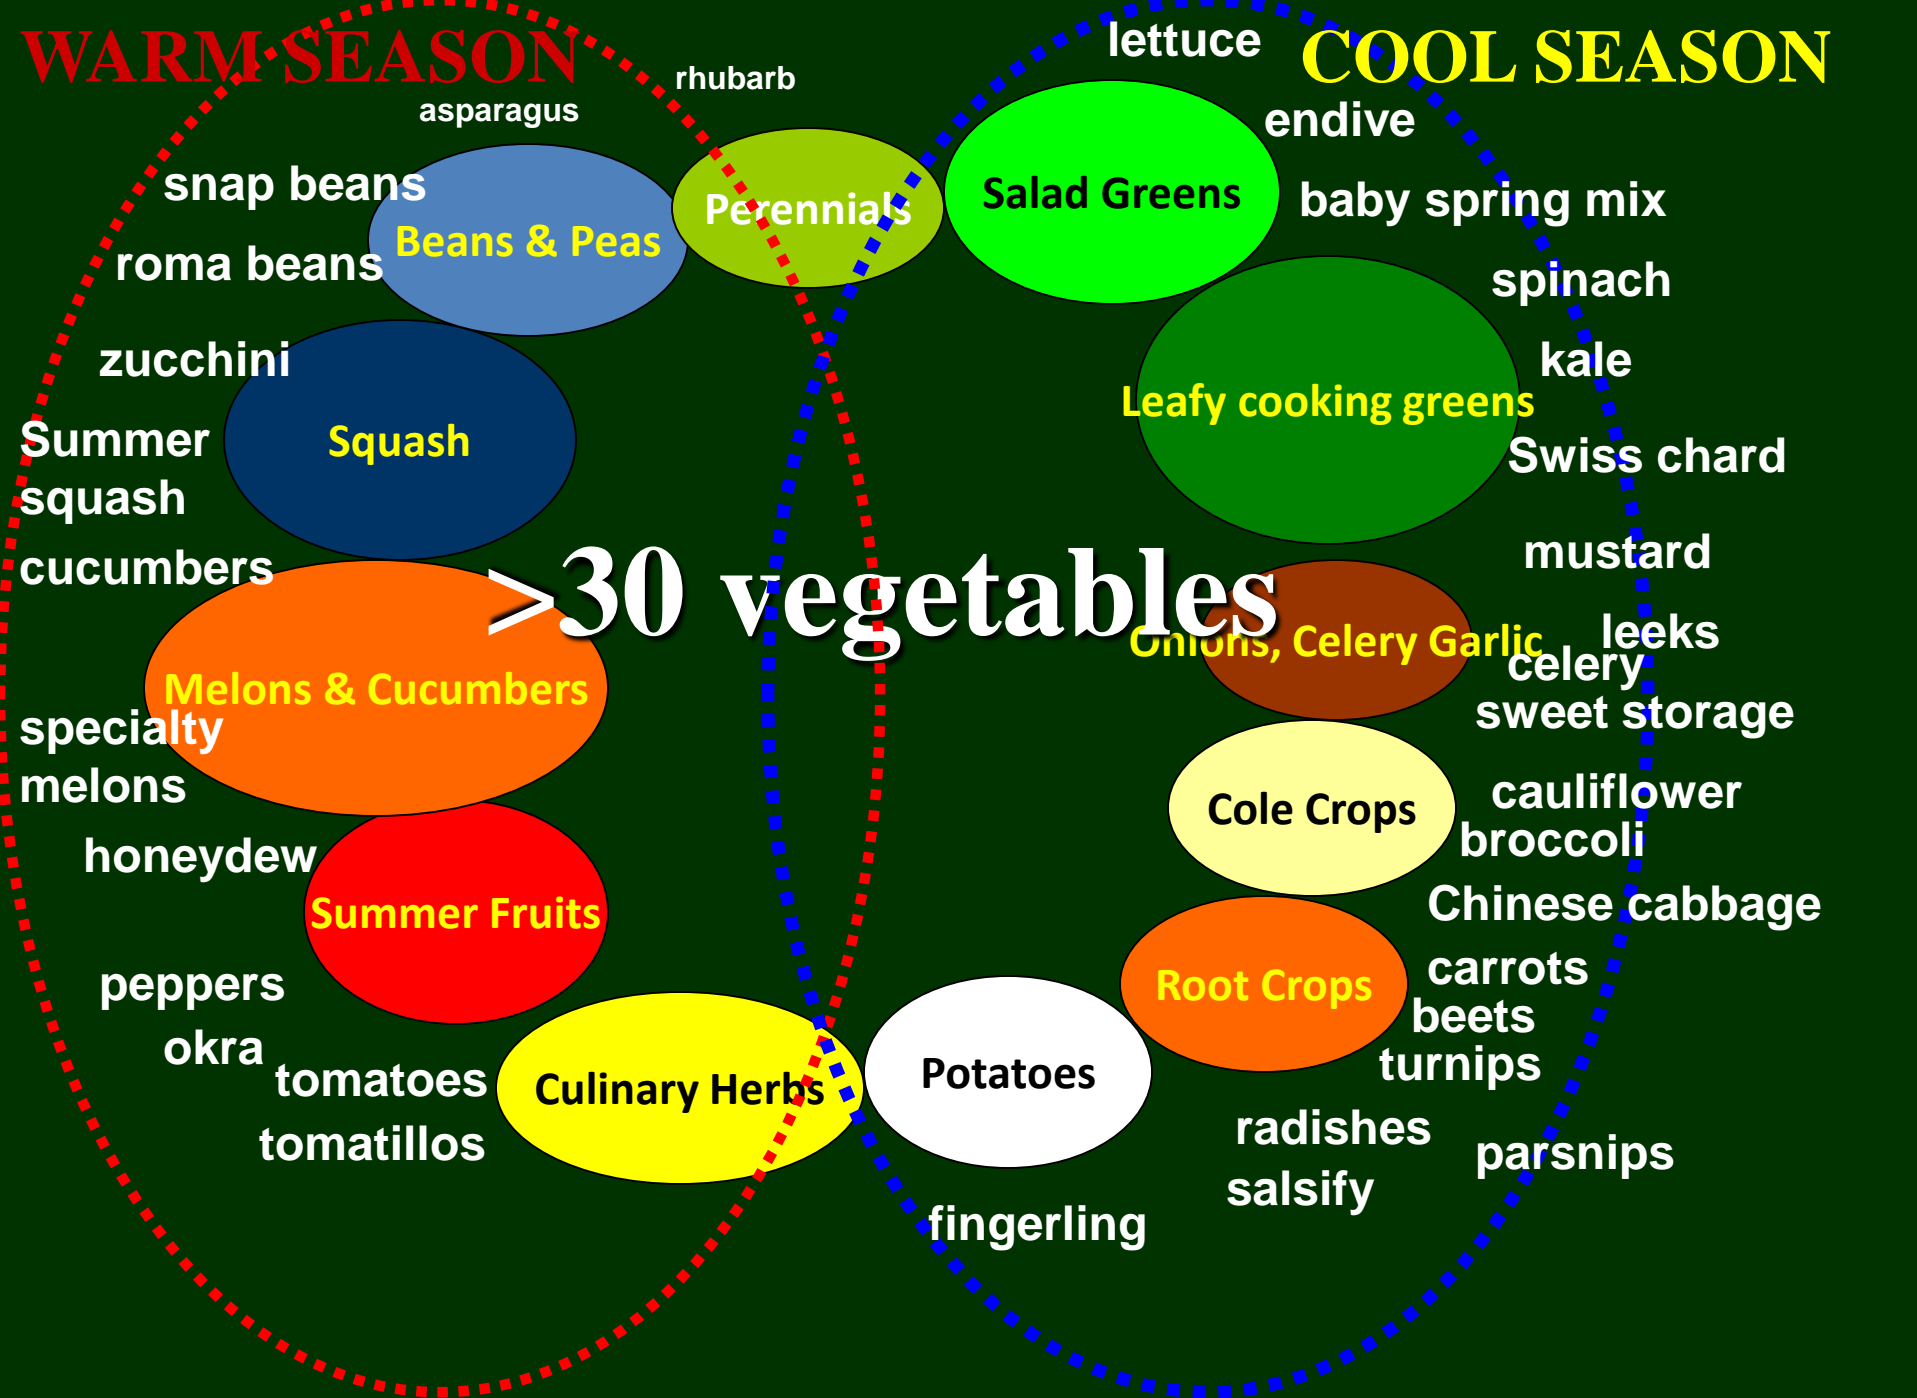 WARM SEASON
COOL SEASON
lettuce
rhubarb
asparagus
endive
snap beans
Perennials
Salad Greens
baby spring mix
Beans & Peas
roma beans
spinach
zucchini
kale
Leafy cooking greens
Summer
squash
Squash
Swiss chard
cucumbers
mustard
>30 vegetables
Onions, Celery Garlic
leeks
celery
Melons & Cucumbers
sweet storage
specialty
melons
cauliflower
Cole Crops
broccoli
honeydew
Summer Fruits
Chinese cabbage
carrots
peppers
Root Crops
beets
okra
turnips
tomatoes
Culinary Herbs
Potatoes
radishes
tomatillos
parsnips
salsify
fingerling